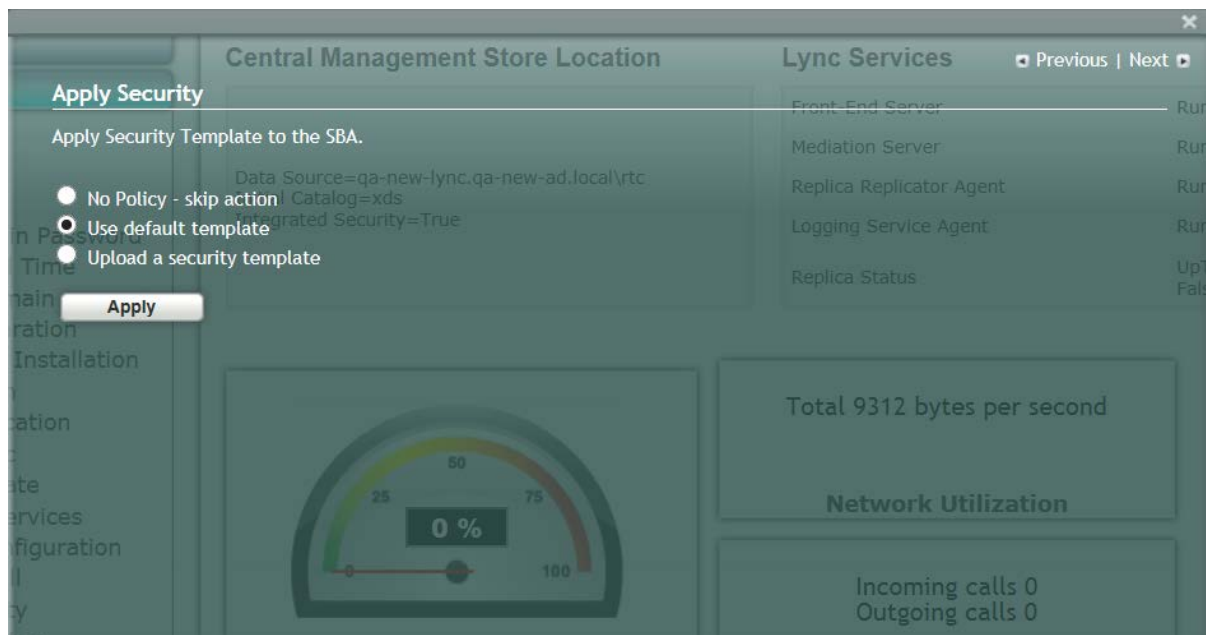 Central Management Store Location
Lync Services
Previous | Next
Apply Security
Apply Security Template to the SBA.
No Policy - skip action
Use default template
Upload a security template
Apply
Data Source=qa-new-lync.qa-new-ad.local\rtc
Catalog=xds
Integrated Security=True
Front-End Server
Mediation Server
Replica Replicator Agent
Logging Service Agent
Replica Status
in Password
Time
Installation
50
25
75
0 %
0
100
Total 9312 bytes per second
Network Utilization
Incoming calls 0
Outgoing calls 0